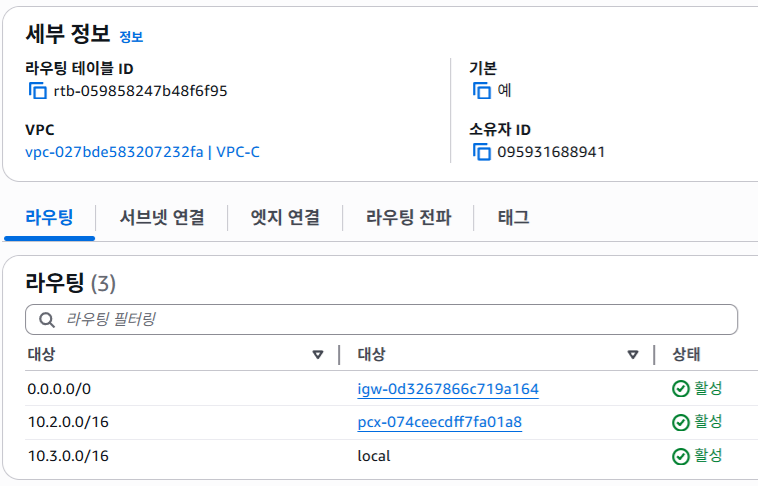 세부 정보 정보
라우팅 테이블 ID
rtb-059858247b48f6f95
기본
예
VPC
vpc-027bde583207232fa | VPC-C
소유자 ID
095931688941
라우팅 서브넷 연결 엣지 연결 라우팅 전파 태그
라우팅 (3)
라우팅 필터링
대상 대상 상태
0.0.0.0/0 igw-0d3267866c719a164 활성
10.2.0.0/16 pcx-074ceecdff7fa01a8 활성
10.3.0.0/16 local 활성